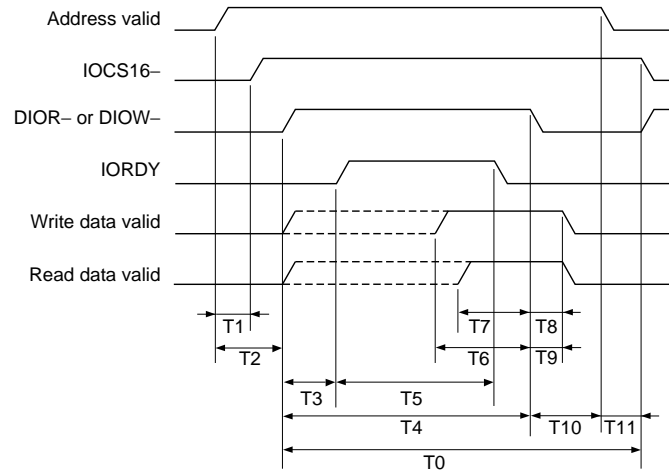 Address valid
IOCS16–
DIOR– or DIOW–
IORDY
Write data valid
Read data valid
T1
T7
T8
T2
T6
T9
T3
T5
T4
T10
T11
T0